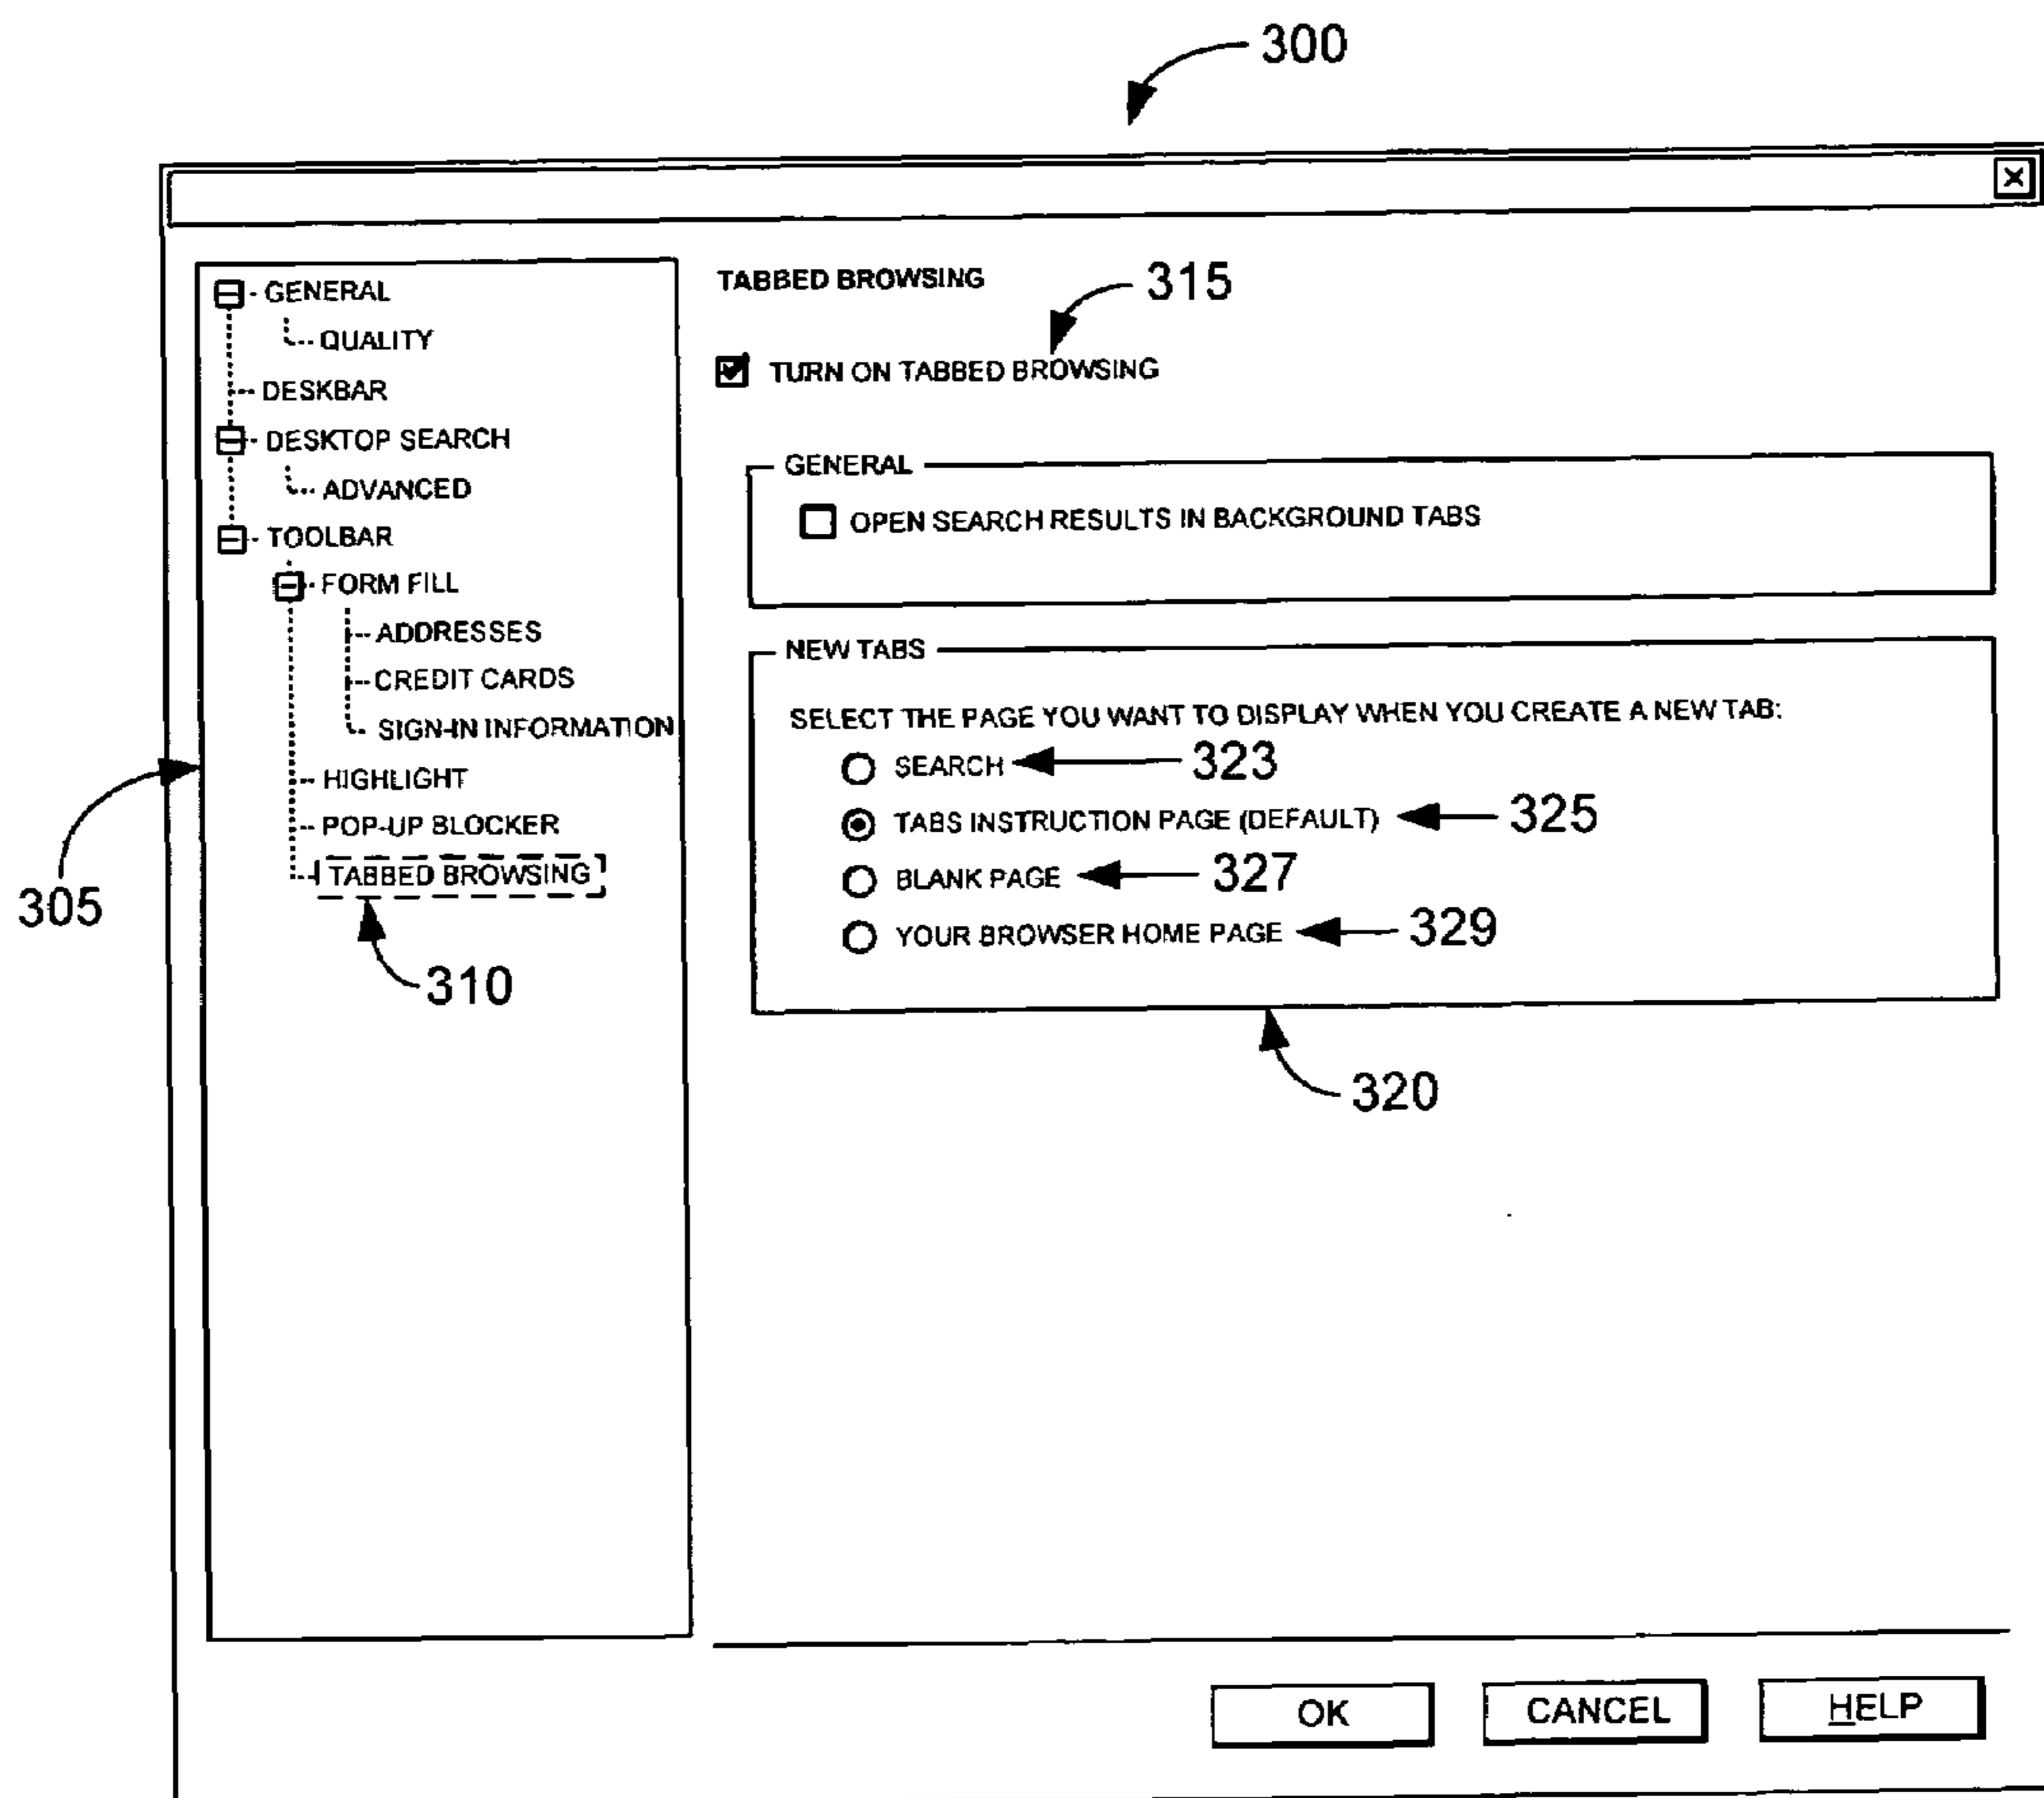 300
GENERAL
QUALITY
DESKBAR
DESKTOP SEARCH
ADVANCED
TOOLBAR
FORM FILL
ADDRESSES
CREDIT CARDS
SIGN-IN INFORMATION
HIGHLIGHT
POP-UP BLOCKER
TABBED BROWSING
305
310
TABBED BROWSING
315
TURN ON TABBED BROWSING
GENERAL
OPEN SEARCH RESULTS IN BACKGROUND TABS
NEW TABS
SELECT THE PAGE YOU WANT TO DISPLAY WHEN YOU CREATE A NEW TAB:
SEARCH 323
TABS INSTRUCTION PAGE (DEFAULT) 325
BLANK PAGE 327
YOUR BROWSER HOME PAGE 329
320
OK CANCEL HELP